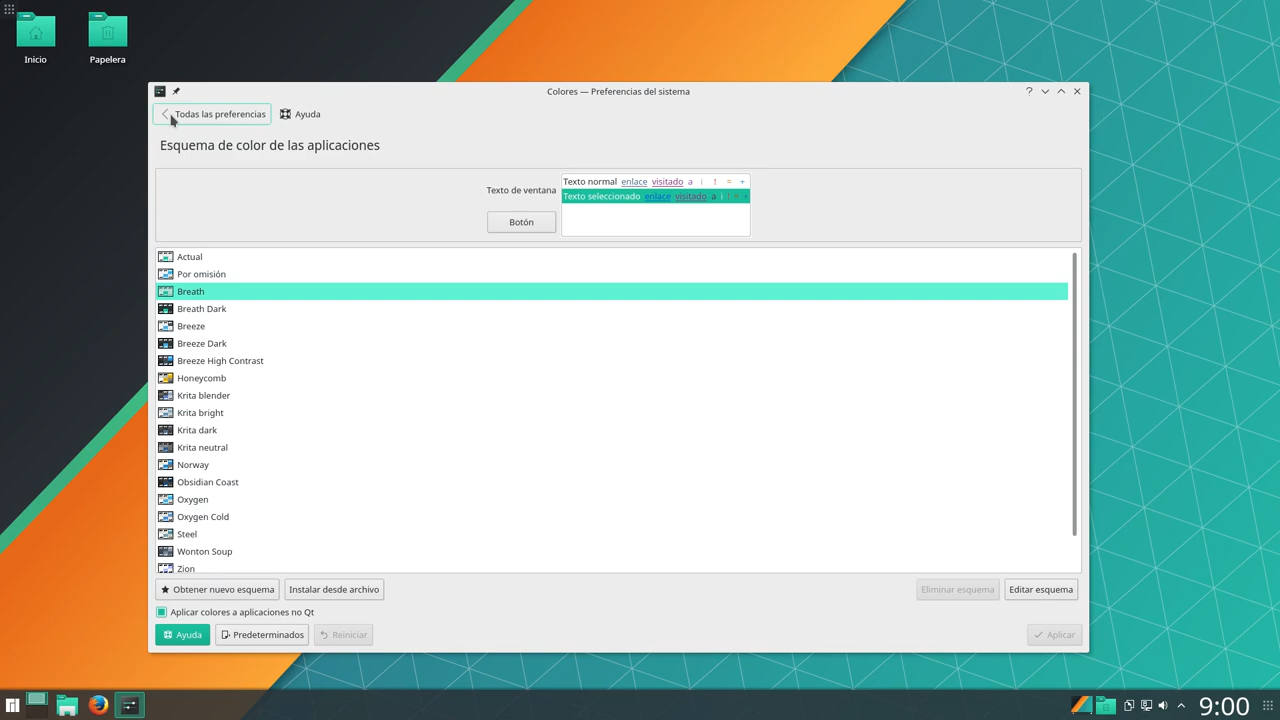 Inicio
Papelera
Colores — Preferencias del sistema
?
Todas las preferencias
Ayuda
Esquema de color de las aplicaciones
Texto de ventana
Texto normal enlace visitado a i ! = +
Texto seleccionado enlace visitado a i ! = +
Botón
Actual
Por omisión
Breath
Breath Dark
Breeze
Breeze Dark
Breeze High Contrast
Honeycomb
Krita blender
Krita bright
Krita dark
Krita neutral
Norway
Obsidian Coast
Oxygen
Oxygen Cold
Steel
Wonton Soup
Zion
Obtener nuevo esquema
Instalar desde archivo
Eliminar esquema
Editar esquema
Aplicar colores a aplicaciones no Qt
Ayuda
Predeterminados
Reiniciar
Aplicar
9:00